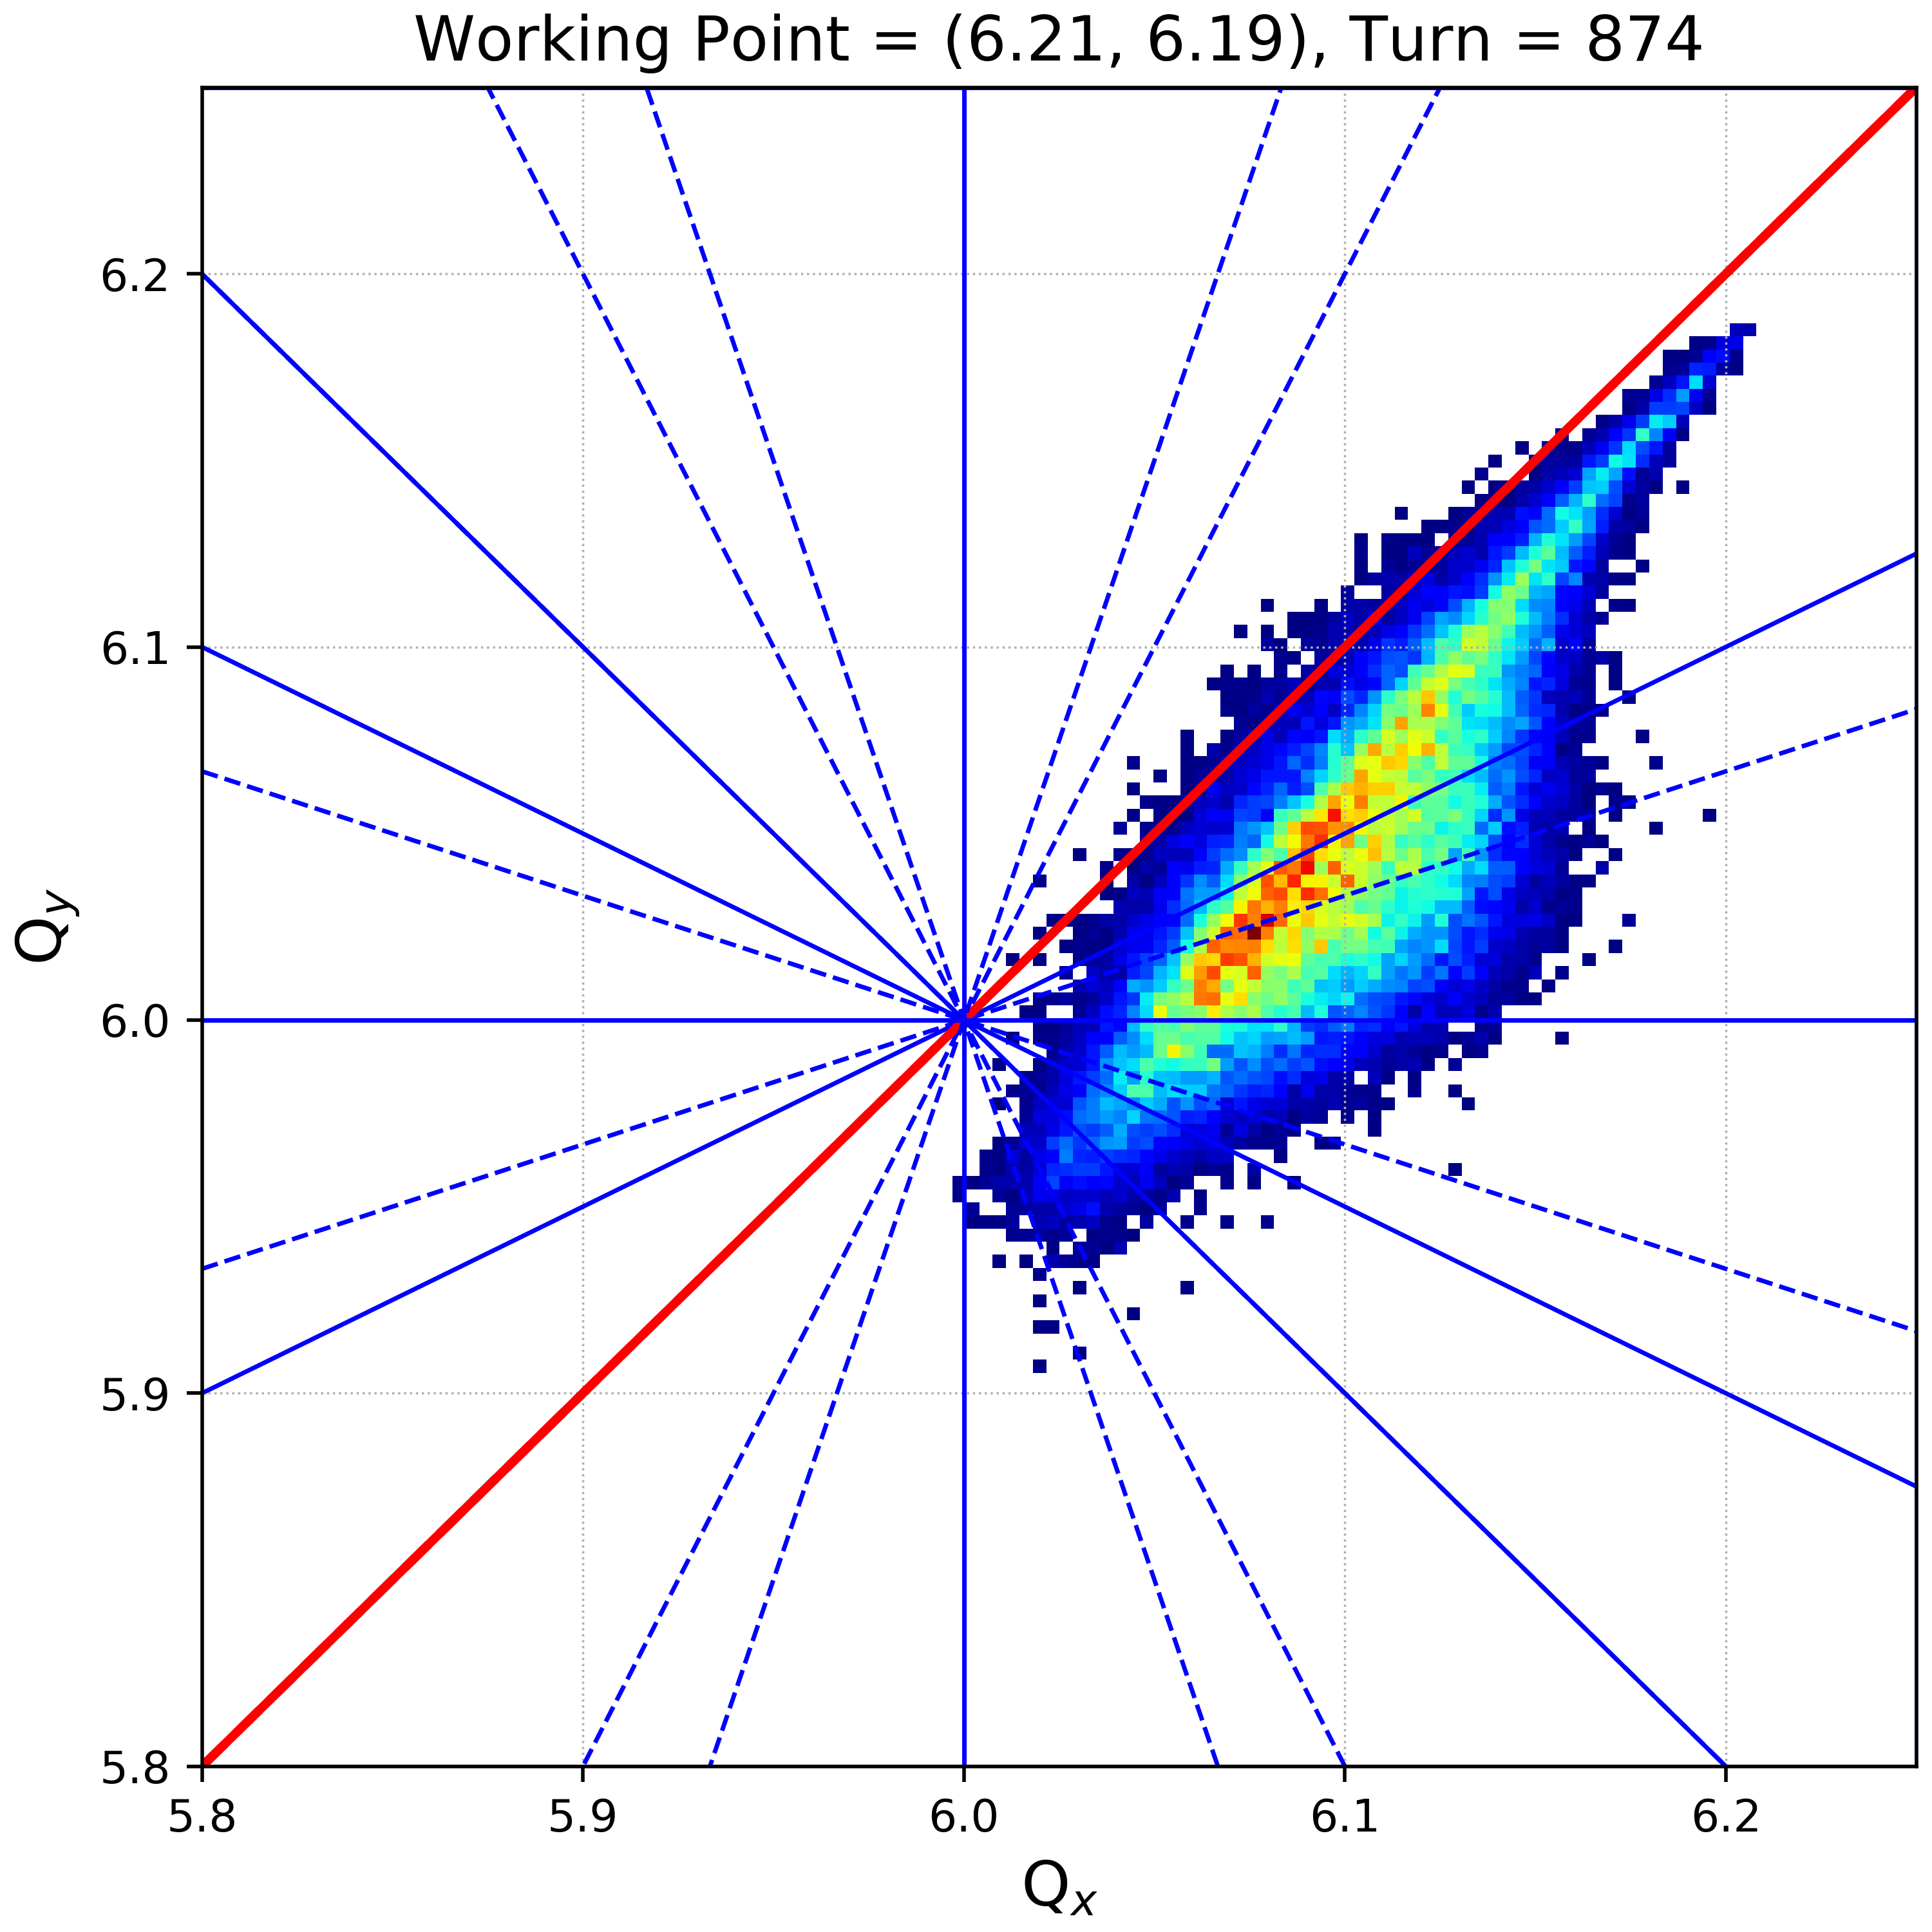 Working Point = (6.21, 6.19), Turn = 874
6.2
6.1
6.0
5.9
5.8
Qy
5.8 5.9 6.0 6.1 6.2
Qx